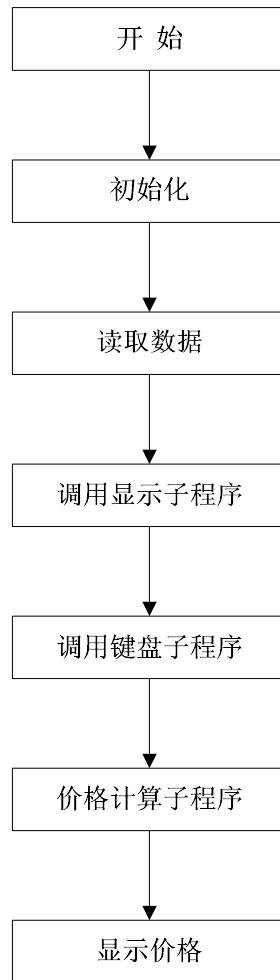 开 始
初始化
读取数据
调用显示子程序
调用键盘子程序
价格计算子程序
显示价格